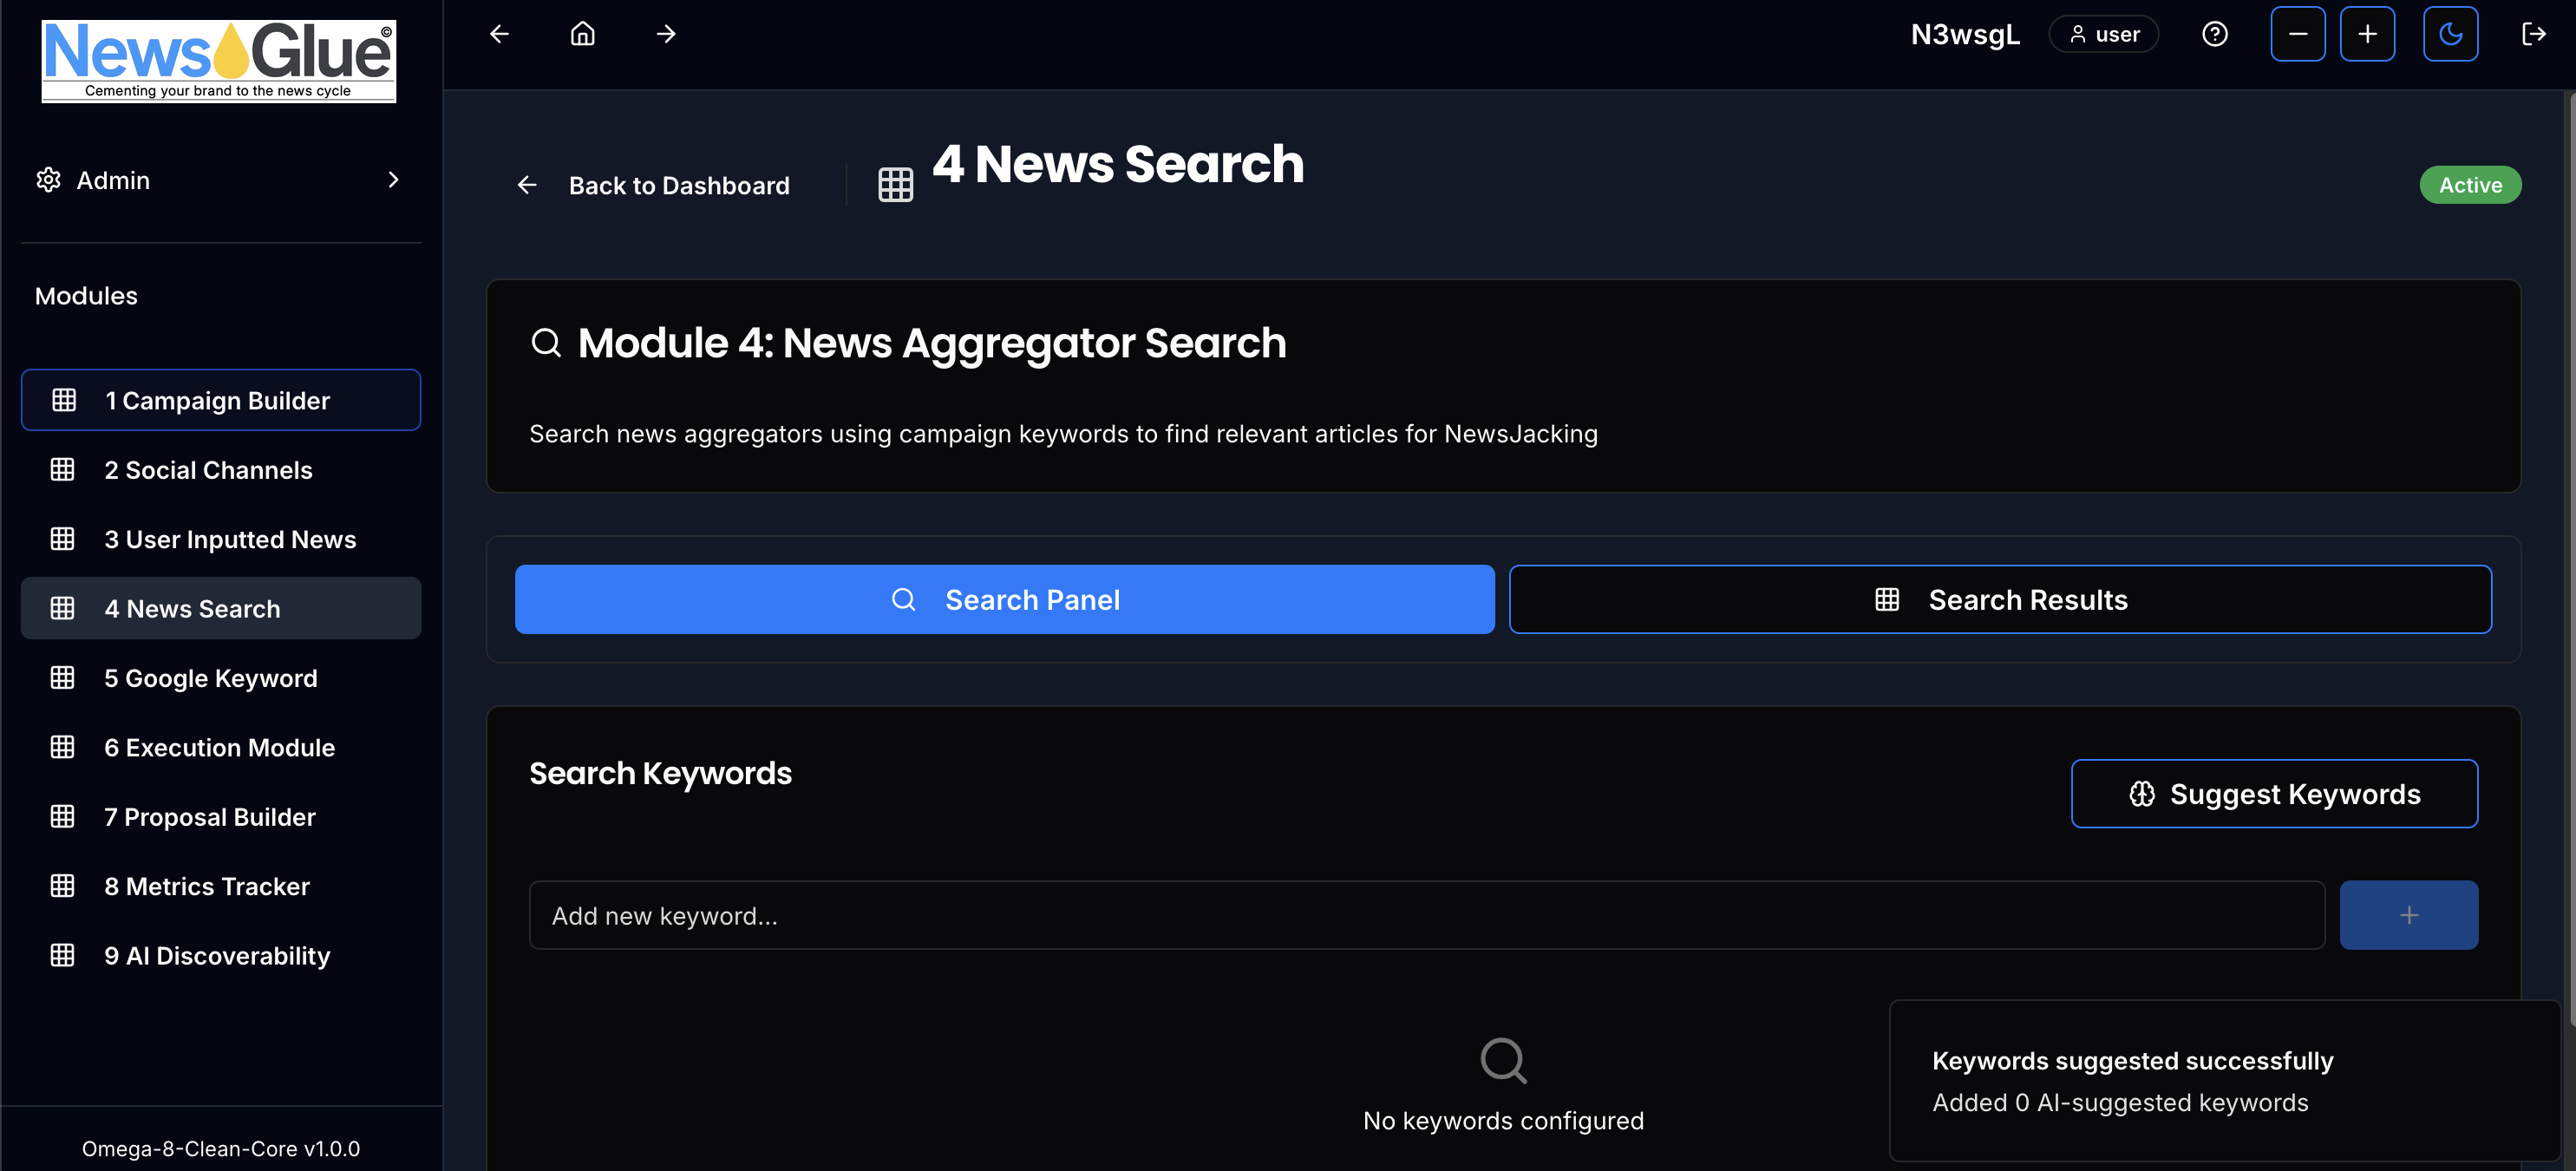 News Glue ©
Cementing your brand to the news cycle
N3wsgL
user
Admin
Modules
1 Campaign Builder
2 Social Channels
3 User Inputted News
4 News Search
5 Google Keyword
6 Execution Module
7 Proposal Builder
8 Metrics Tracker
9 AI Discoverability
Omega-8-Clean-Core v1.0.0
Back to Dashboard
4 News Search
Active
Module 4: News Aggregator Search
Search news aggregators using campaign keywords to find relevant articles for NewsJacking
Search Panel
Search Results
Search Keywords
Suggest Keywords
Add new keyword...
No keywords configured
Keywords suggested successfully
Added 0 AI-suggested keywords